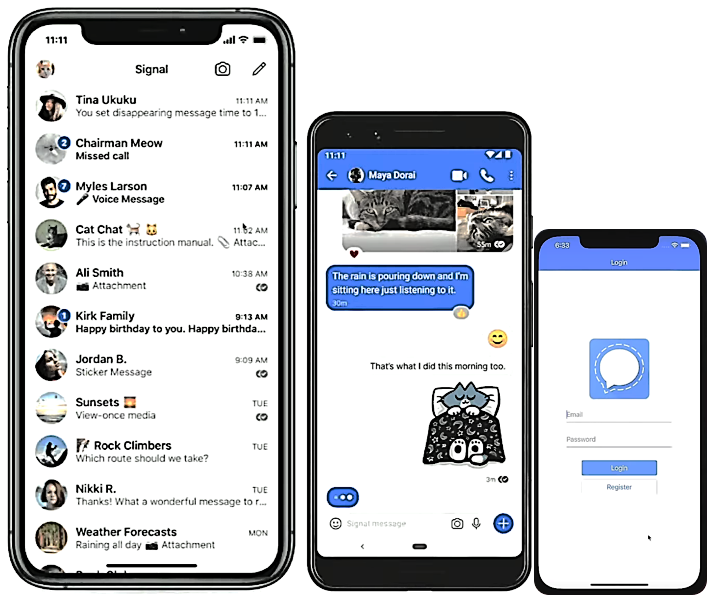 11:11
Signal
Tina Ukuku
11:11 AM
You set disappearing message time to 1...
2
Chairman Meow
11:11 AM
Missed call
7
Myles Larson
11:07 AM
Voice Message
Cat Chat
This is the instruction manual. Attac...
Ali Smith
10:38 AM
Attachment
1
Kirk Family
9:13 AM
Happy birthday to you. Happy birthda...
Jordan B.
9:09 AM
Sticker Message
Sunsets
TUE
View-once media
Rock Climbers
TUE
Which route should we take?
Nikki R.
TUE
Thanks! What a wonderful message to r...
Weather Forecasts
MON
Raining all day Attachment
11:11
Maya Dorai
55m
The rain is pouring down and I'm
sitting here just listening to it.
30m
That's what I did this morning too.
3m
Signal message
6:33
Login
Email
Password
Login
Register